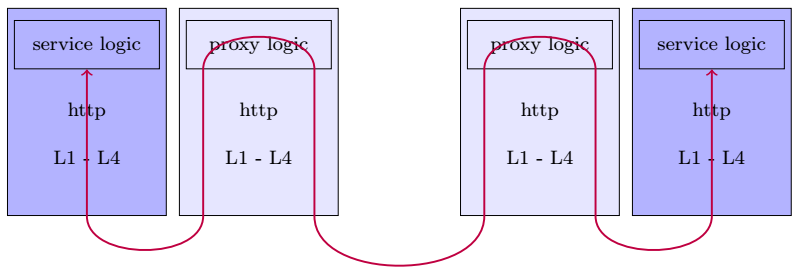 service logic
http
L1 - L4
proxy logic
http
L1 - L4
proxy logic
http
L1 - L4
service logic
http
L1 - L4